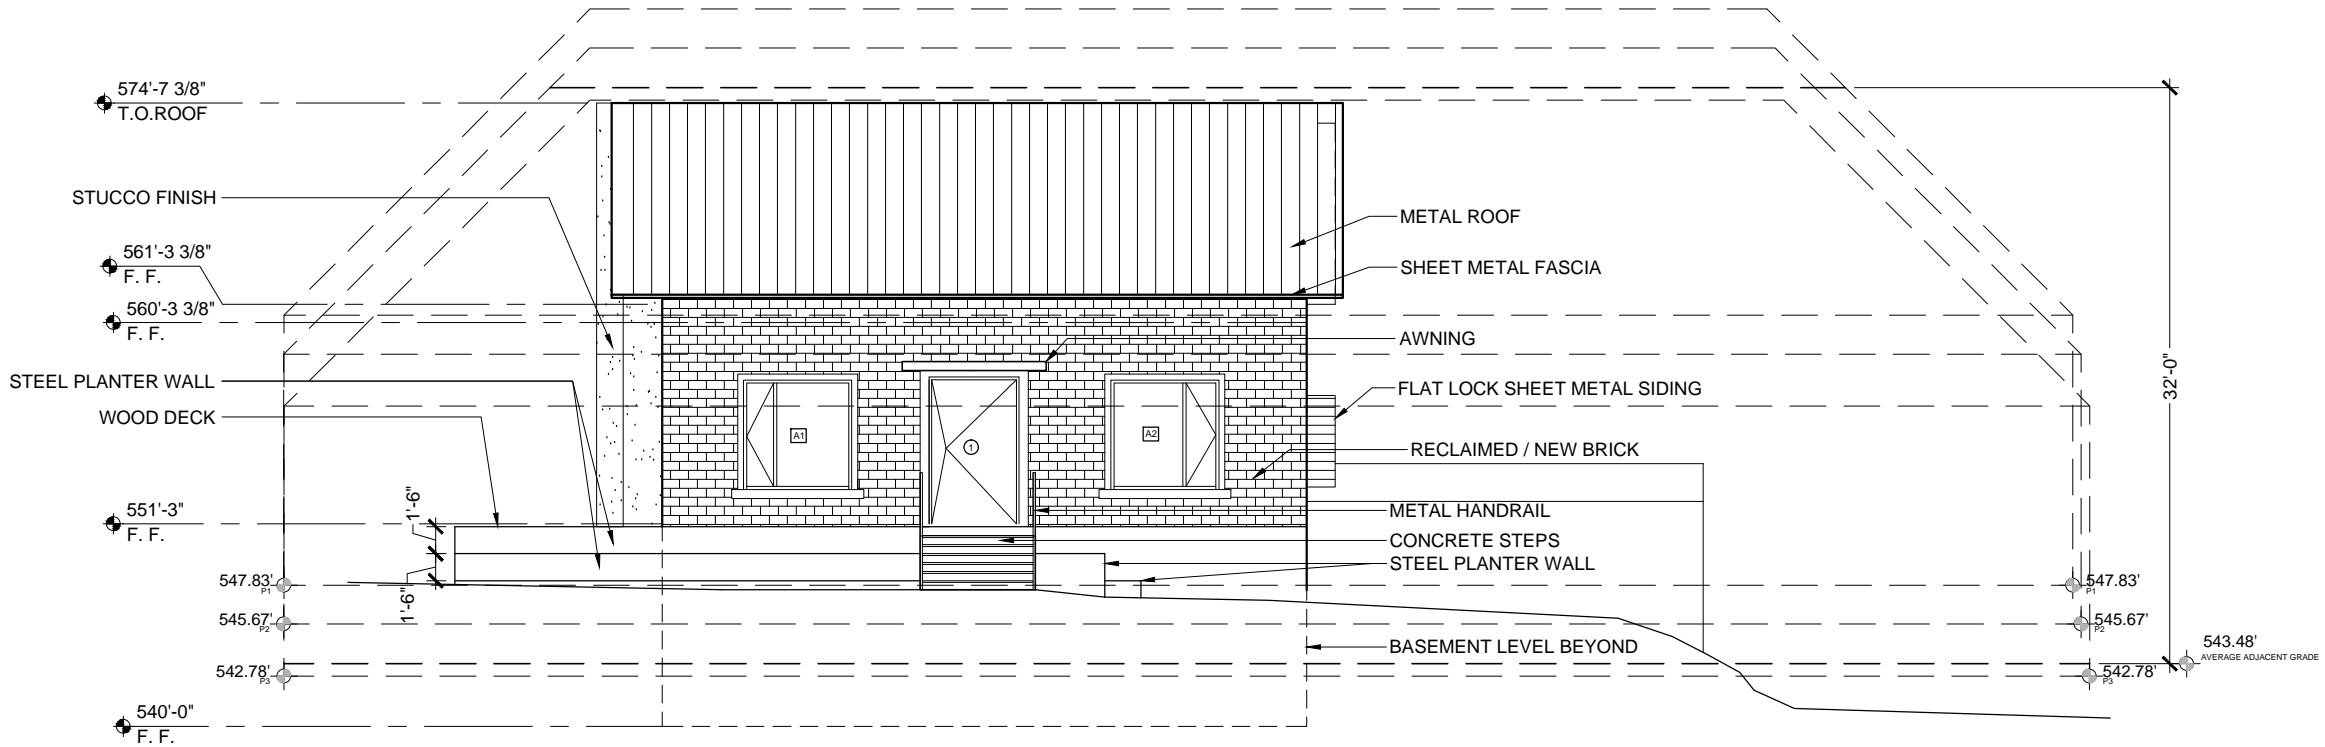 574'-7 3/8"
T.O.ROOF
STUCCO FINISH
METAL ROOF
561'-3 3/8"
F. F.
SHEET METAL FASCIA
560'-3 3/8"
F. F.
AWNING
32'-0"
STEEL PLANTER WALL
FLAT LOCK SHEET METAL SIDING
WOOD DECK
A1
1
A2
RECLAIMED / NEW BRICK
1'-6"
551'-3"
F. F.
METAL HANDRAIL
CONCRETE STEPS
STEEL PLANTER WALL
1'-6"
547.83'
P1
547.83'
P1
545.67'
P2
545.67'
P2
BASEMENT LEVEL BEYOND
543.48'
AVERAGE ADJACENT GRADE
542.78'
P3
542.78'
P3
540'-0"
F. F.